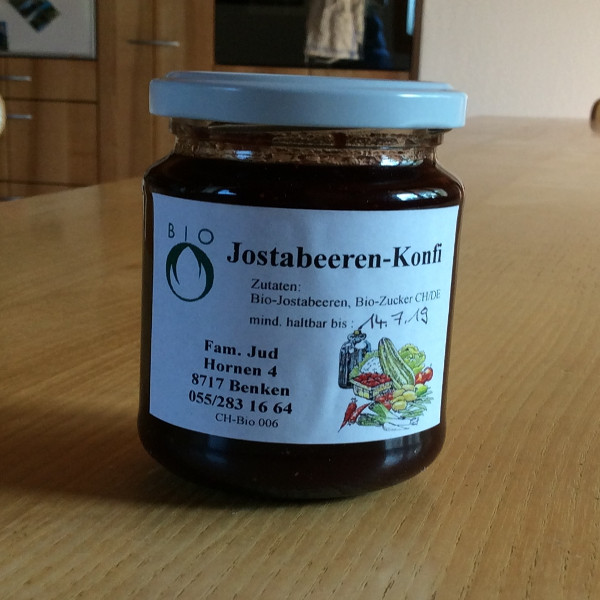 BIO
Jostabeeren-Konfi
Zutaten:
Bio-Jostabeeren, Bio-Zucker CH/DE
mind. haltbar bis: 14.7.19
Fam. Jud
Hornen 4
8717 Benken
055/283 16 64
CH-Bio 006